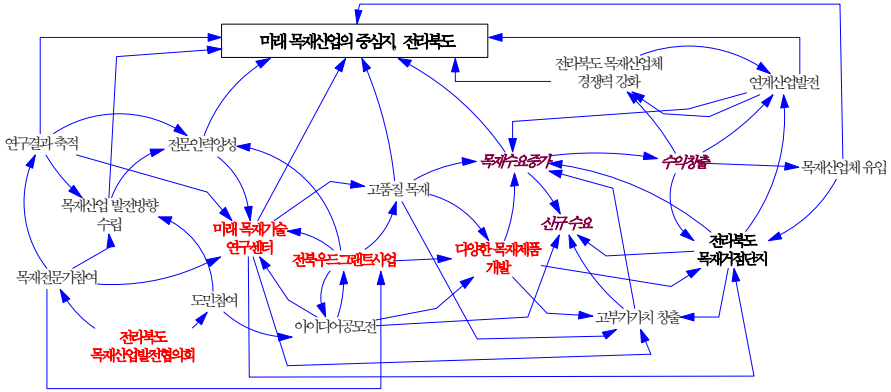 미래 목재산업의 중심지, 전라북도
전라북도 목재산업체
경쟁력 강화
연계산업발전
연구결과 축적
전문인력양성
목재수요증가
수익창출
목재산업체 유입
고품질 목재
목재산업 발전방향
수립
미래 목재기술
연구센터
신규수요
전북우드그랜트사업
다양한 목재제품
개발
전라북도
목재거점단지
목재전문가참여
도민참여
아이디어공모전
고부가가치 창출
전라북도
목재산업발전협의회